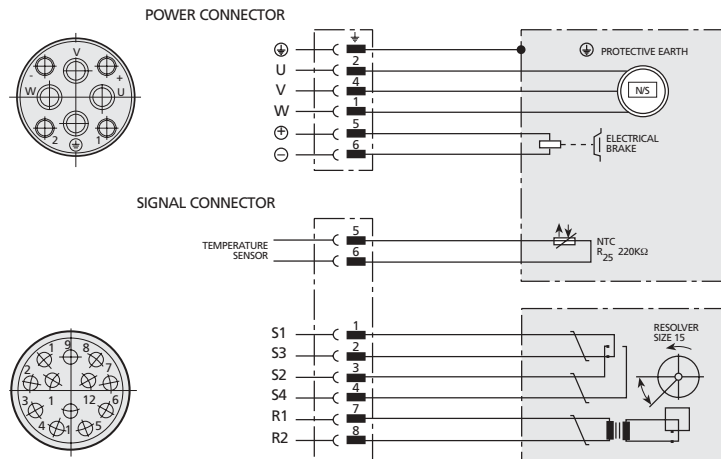 POWER CONNECTOR
V
- +
W U
2 1
U 2
V 4
W 1
5
6
PROTECTIVE EARTH
N/S
ELECTRICAL
BRAKE
SIGNAL CONNECTOR
TEMPERATURE
SENSOR
5
6
NTC
R25 220KΩ
1 9 8
2 7
3 1 12 6
4 1 5
S1 1
S3 2
S2 3
S4 4
R1 7
R2 8
RESOLVER
SIZE 15